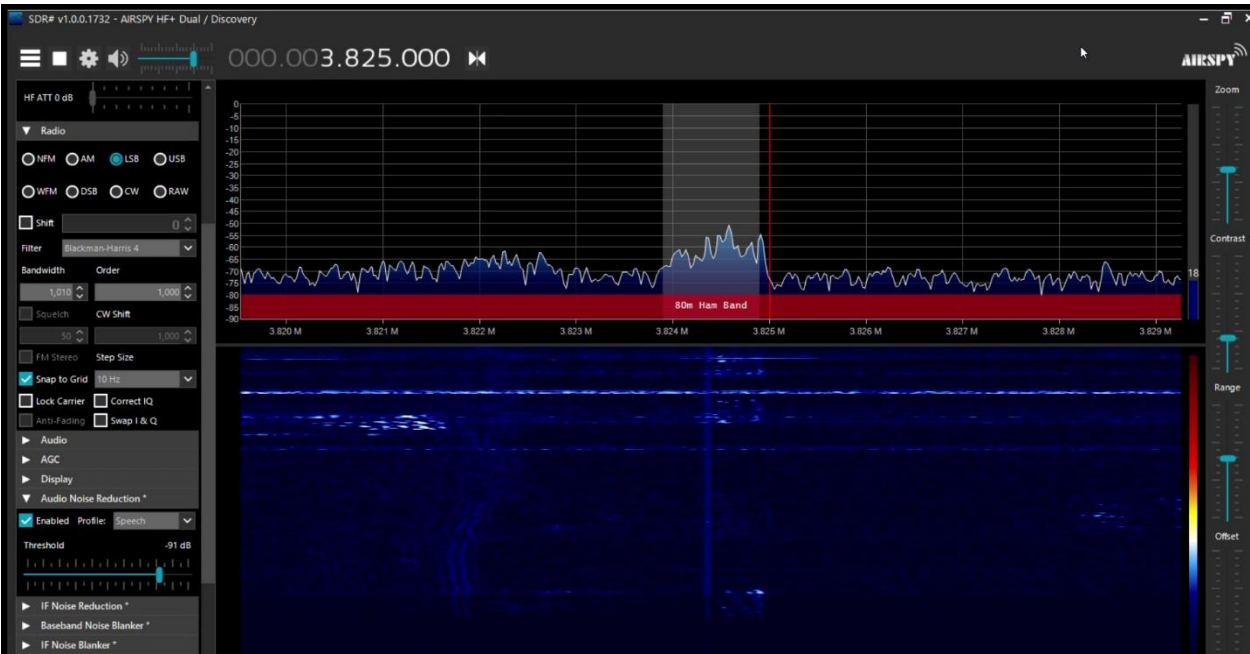 SDR# v1.0.0.1732 - AIRSPY HF+ Dual / Discovery
000.003.825.000
AIRSPY
HF ATT 0 dB
Radio
NFM AM LSB USB
WFM DSB CW RAW
Shift 0
Filter Blackman-Harris 4
Bandwidth Order
1,010 1,000
Squelch CW Shift
50 1,000
FM Stereo Step Size
Snap to Grid 10 Hz
Lock Carrier Correct IQ
Anti-Fading Swap I & Q
Audio
AGC
Display
Audio Noise Reduction *
Enabled Profile: Speech
Threshold -91 dB
IF Noise Reduction *
Baseband Noise Blanker *
IF Noise Blanker *
0
-5
-10
-15
-20
-25
-30
-35
-40
-45
-50
-55
-60
-65
-70
-75
-80
-85
-90
18
80m Ham Band
3.820 M 3.821 M 3.822 M 3.823 M 3.824 M 3.825 M 3.826 M 3.827 M 3.828 M 3.829 M
Zoom
Contrast
Range
Offset